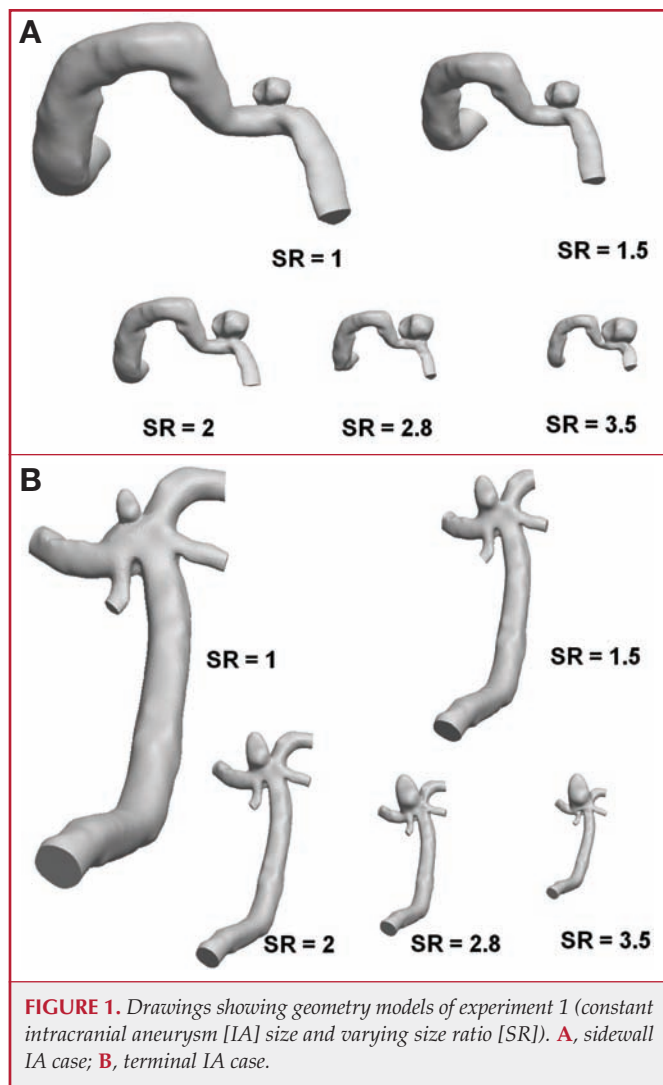 A
SR = 1
SR = 1.5
SR = 2
SR = 2.8
SR = 3.5
B
SR = 1
SR = 1.5
SR = 2
SR = 2.8
SR = 3.5
FIGURE 1. Drawings showing geometry models of experiment 1 (constant
intracranial aneurysm [IA] size and varying size ratio [SR]). A, sidewall
IA case; B, terminal IA case.